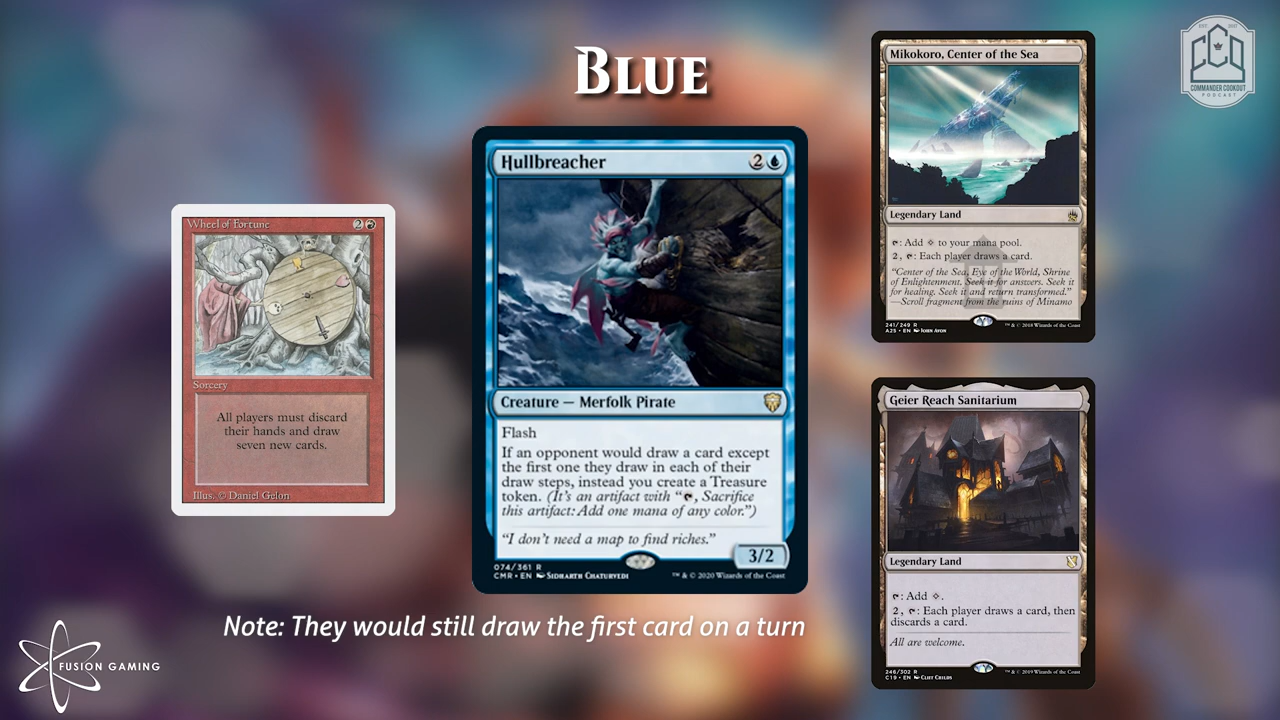 BLUE
CCO
COMMANDER COOKOUT
PODCAST
Wheel of Fortune 2
Sorcery
All players must discard
their hands and draw
seven new cards.
Illus. © Daniel Gelon
Hullbreacher 2
Creature — Merfolk Pirate
Flash
If an opponent would draw a card except
the first one they draw in each of their
draw steps, instead you create a Treasure
token. (It's an artifact with “, Sacrifice
this artifact: Add one mana of any color.”)
“I don't need a map to find riches.”
3/2
074/361 R
CMR • EN SIDHARTH CHATURVEDI
™ & © 2020 Wizards of the Coast
Mikokoro, Center of the Sea
Legendary Land
: Add to your mana pool.
2, : Each player draws a card.
“Center of the Sea, Eye of the World, Shrine
of Enlightenment. Seek it for answers. Seek it
for healing. Seek it and return transformed.”
—Scroll fragment from the ruins of Minamo
241/249 R
A25 • EN JOHN AVON
™ & © 2018 Wizards of the Coast
Geier Reach Sanitarium
Legendary Land
: Add .
2, : Each player draws a card, then
discards a card.
All are welcome.
246/302 R
C19 • EN CLIFF CHILDS
™ & © 2019 Wizards of the Coast
Note: They would still draw the first card on a turn
FUSION GAMING